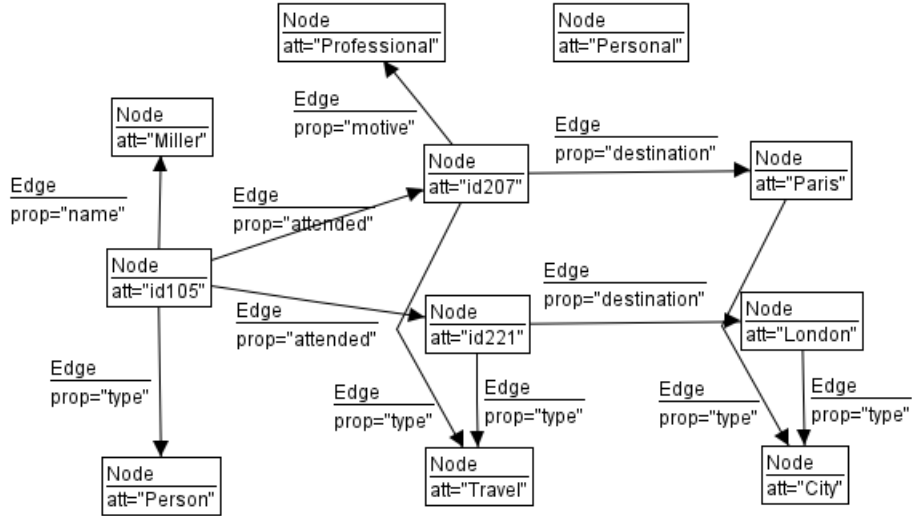 Node
att="Professional"
Node
att="Personal"
Edge
prop="motive"
Node
att="Miller"
Edge
prop="destination"
Node
att="id207"
Node
att="Paris"
Edge
prop="name"
Edge
prop="attended"
Node
att="id105"
Edge
prop="destination"
Node
att="id221"
Node
att="London"
Edge
prop="attended"
Edge
prop="type"
Edge
prop="type"
Edge
prop="type"
Edge
prop="type"
Edge
prop="type"
Node
att="Person"
Node
att="Travel"
Node
att="City"